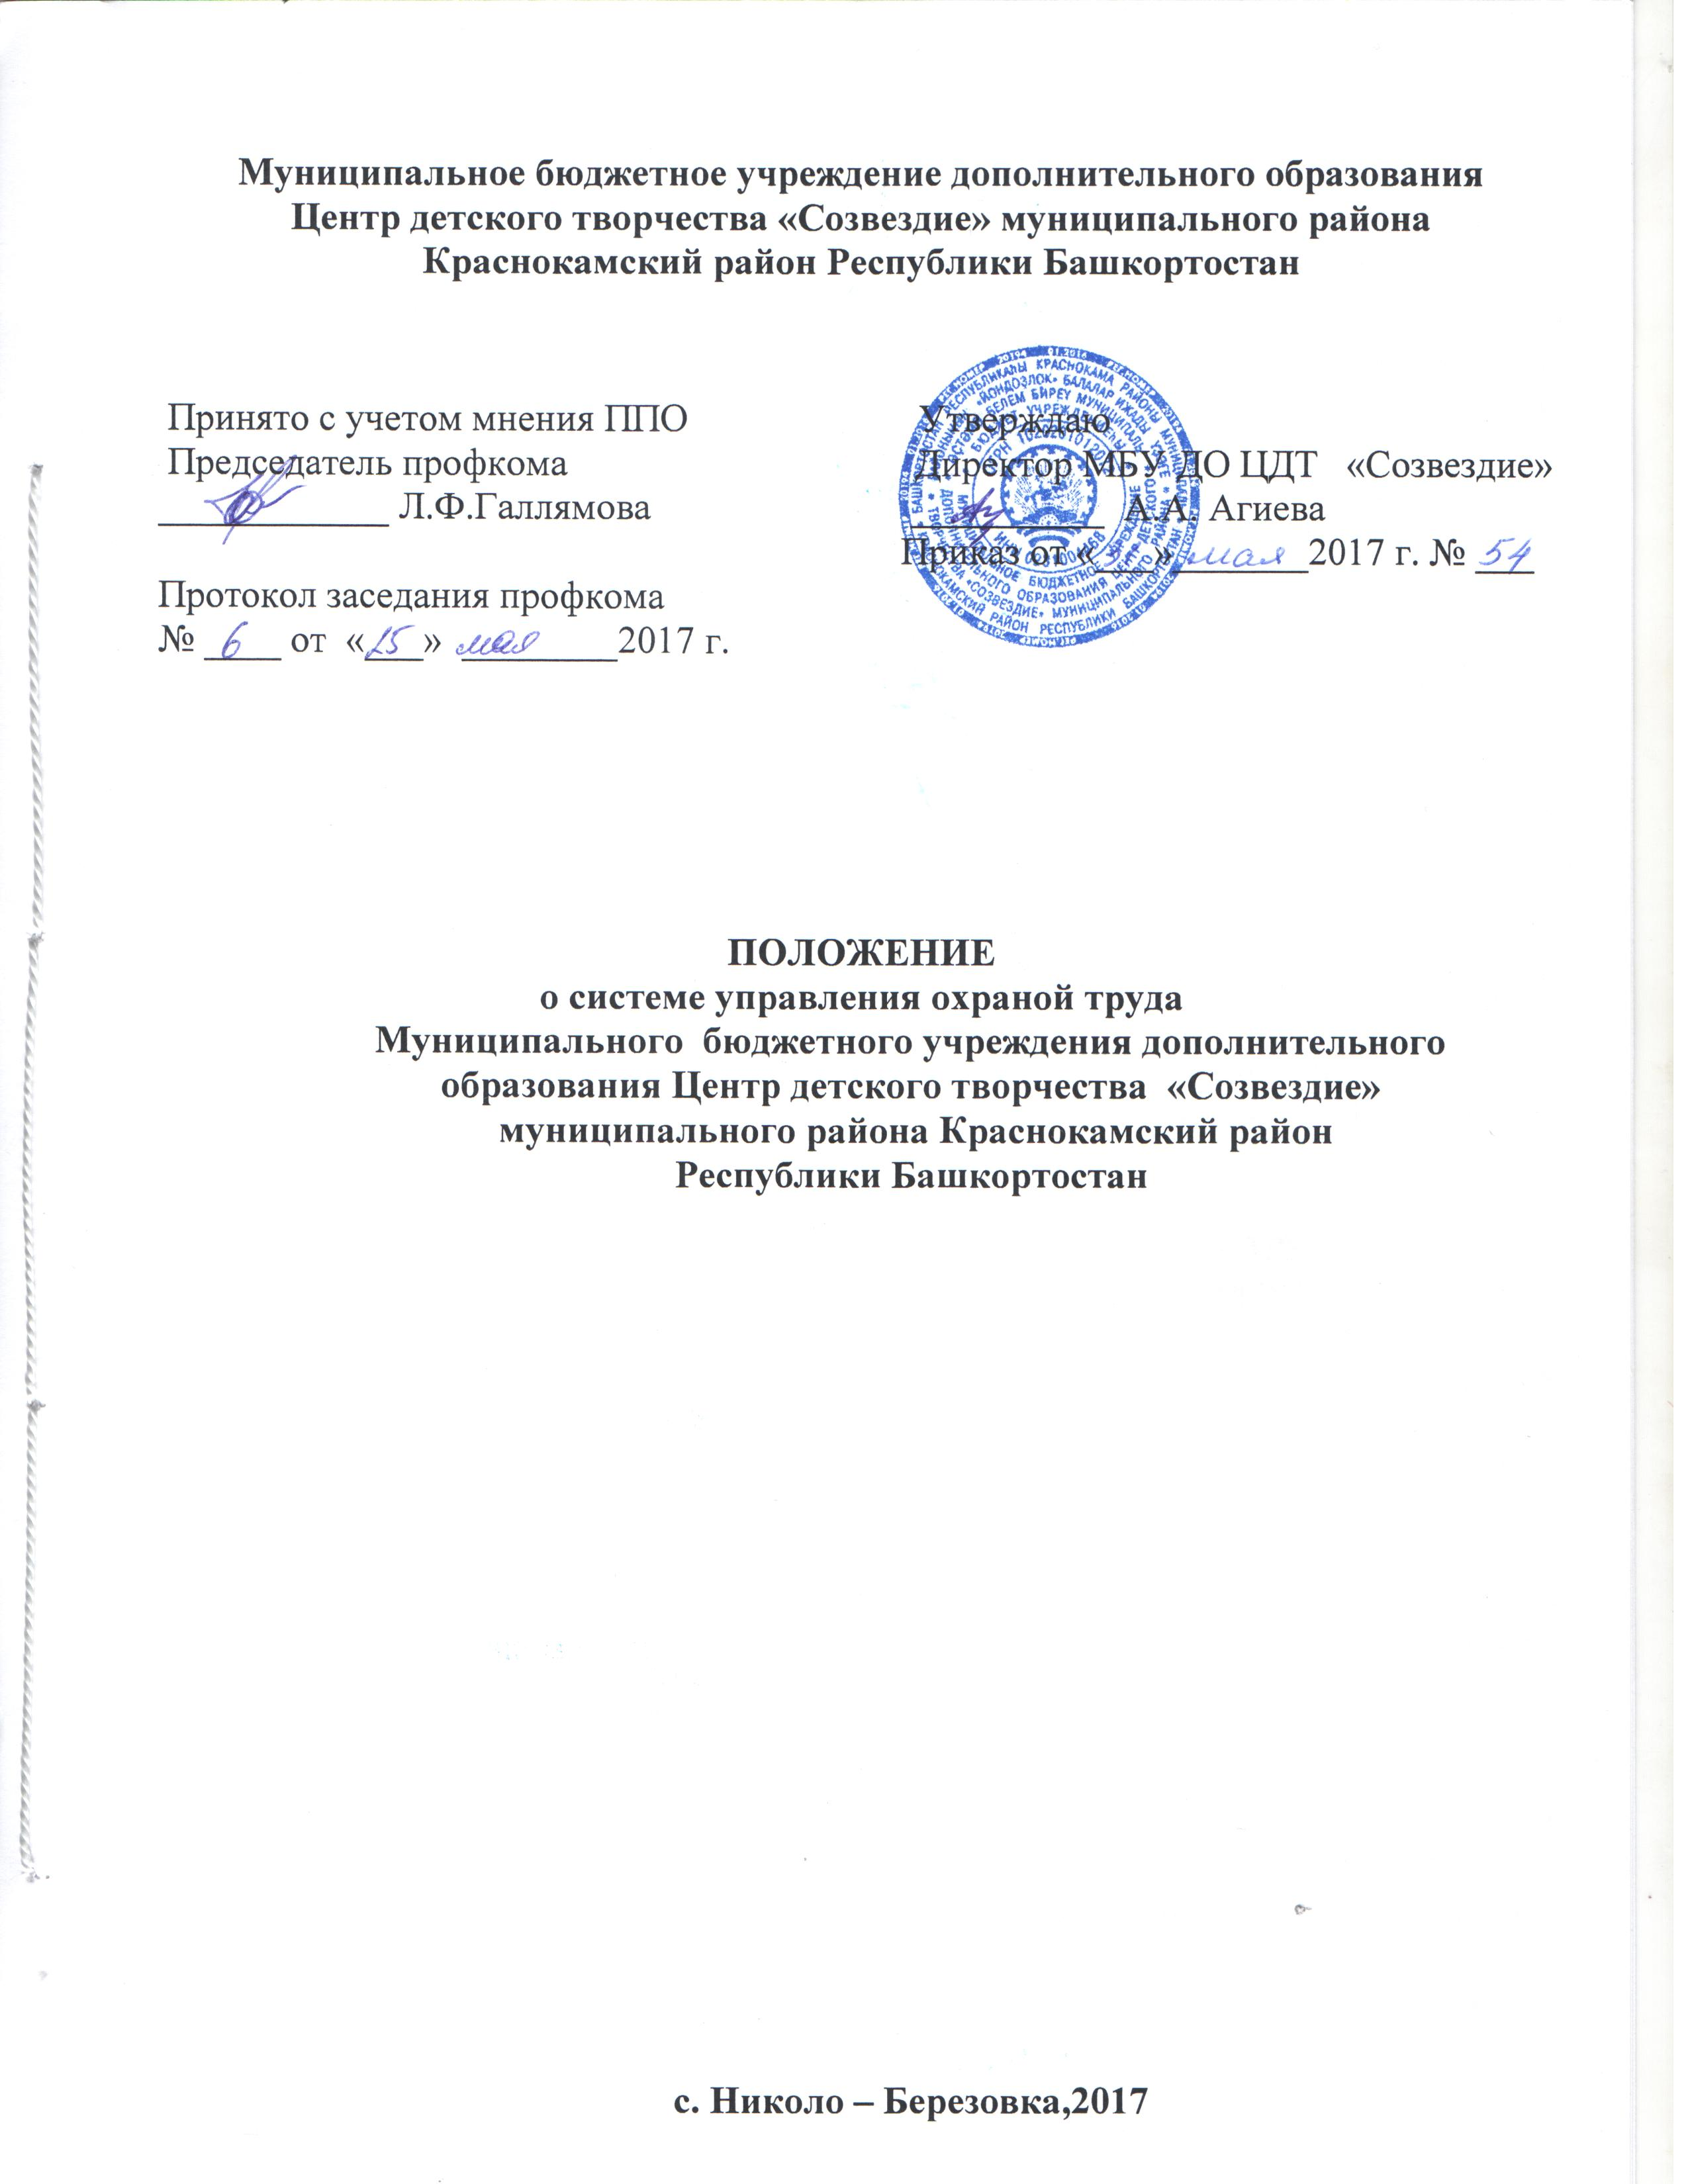 Муниципальное бюджетное учреждение дополнительного образования
Центр детского творчества «Созвездие» муниципального района
Краснокамский район Республики Башкортостан
Принято с учетом мнения ППО
Председатель профкома
_____________ Л.Ф.Галлямова
Протокол заседания профкома
№ 6 от «25» мая 2017 г.
Утверждаю
Директор МБУ ДО ЦДТ «Созвездие»
___________ А.А. Агиева
Приказ от « » мая 2017 г. № 54
ПОЛОЖЕНИЕ
о системе управления охраной труда
Муниципального бюджетного учреждения дополнительного
образования Центр детского творчества «Созвездие»
муниципального района Краснокамский район
Республики Башкортостан
с. Николо – Березовка,2017